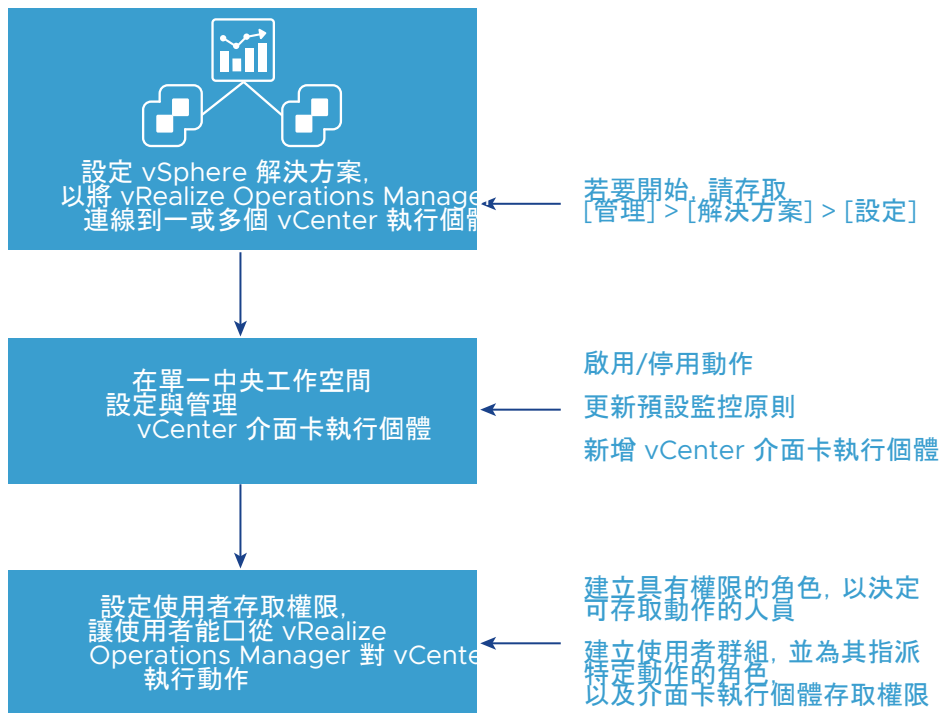 設定 vSphere 解決方案,
以將 vRealize Operations Manage
連線到一或多個 vCenter 執行個
若要開始, 請存取
[管理] > [解決方案] > [設定]
在單一中央工作空間
設定與管理
vCenter 介面卡執行個體
啟用/停用動作
更新預設監控原則
新增 vCenter 介面卡執行個體
設定使用者存取權限,
讓使用者能口從 vRealize
Operations Manager 對 vCente
執行動作
建立具有權限的角色, 以決定
可存取動作的人員
建立使用者群組, 並為其指派
特定動作的角色,
以及介面卡執行個體存取權限